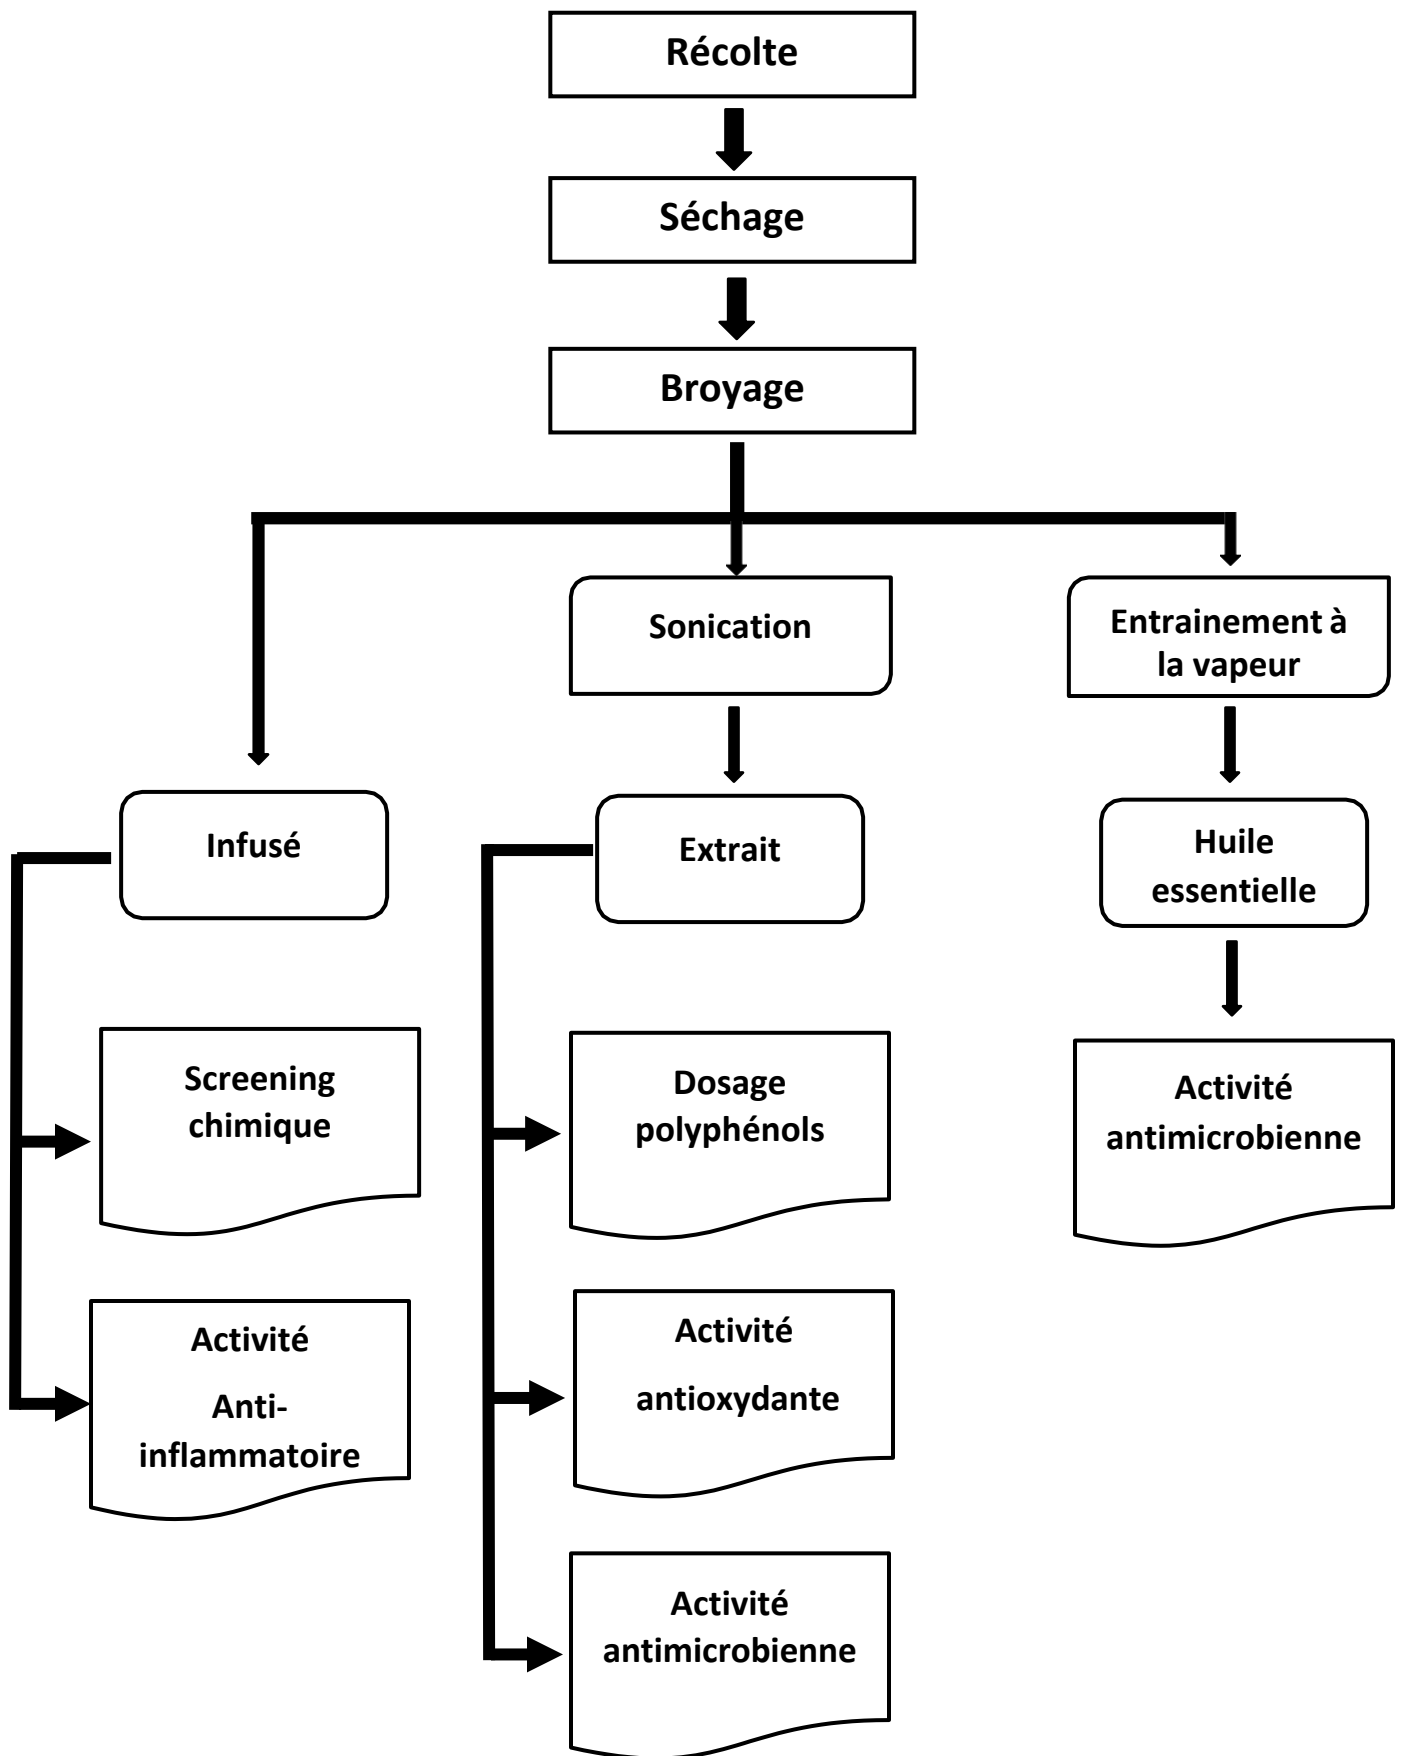 Récolte
Séchage
Broyage
Sonication
Entrainement à
la vapeur
Infusé
Extrait
Huile
essentielle
Screening
chimique
Dosage
polyphénols
Activité
antimicrobienne
Activité
Anti-
inflammatoire
Activité
antioxydante
Activité
antimicrobienne